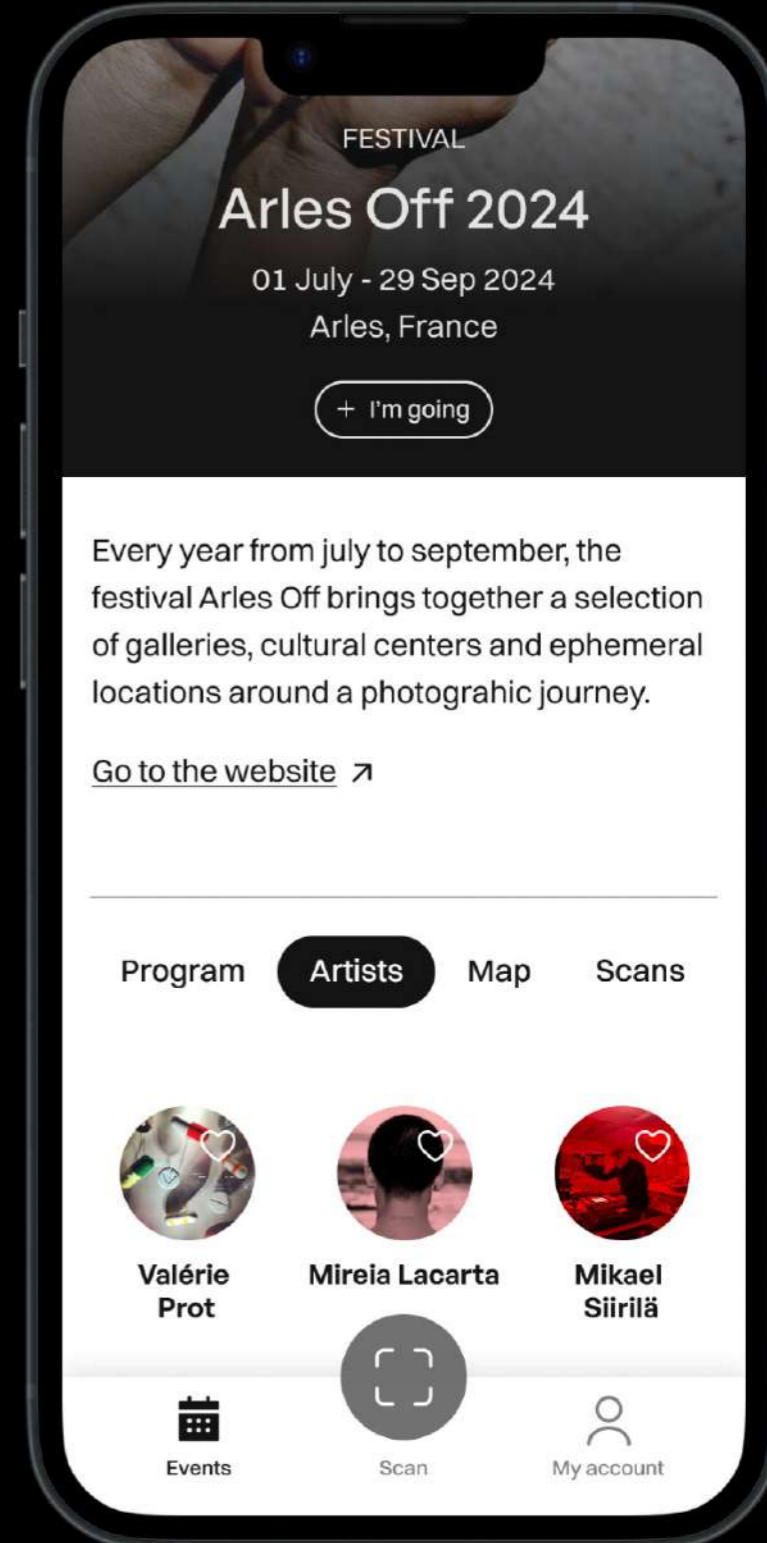 FESTIVAL
Arles Off 2024
01 July - 29 Sep 2024
Arles, France
+ I'm going
Every year from july to september, the
festival Arles Off brings together a selection
of galleries, cultural centers and ephemeral
locations around a photograhic journey.
Go to the website ↗
Program Artists Map Scans
Valérie Prot
Mireia Lacarta
Mikael Siirilä
Events Scan My account